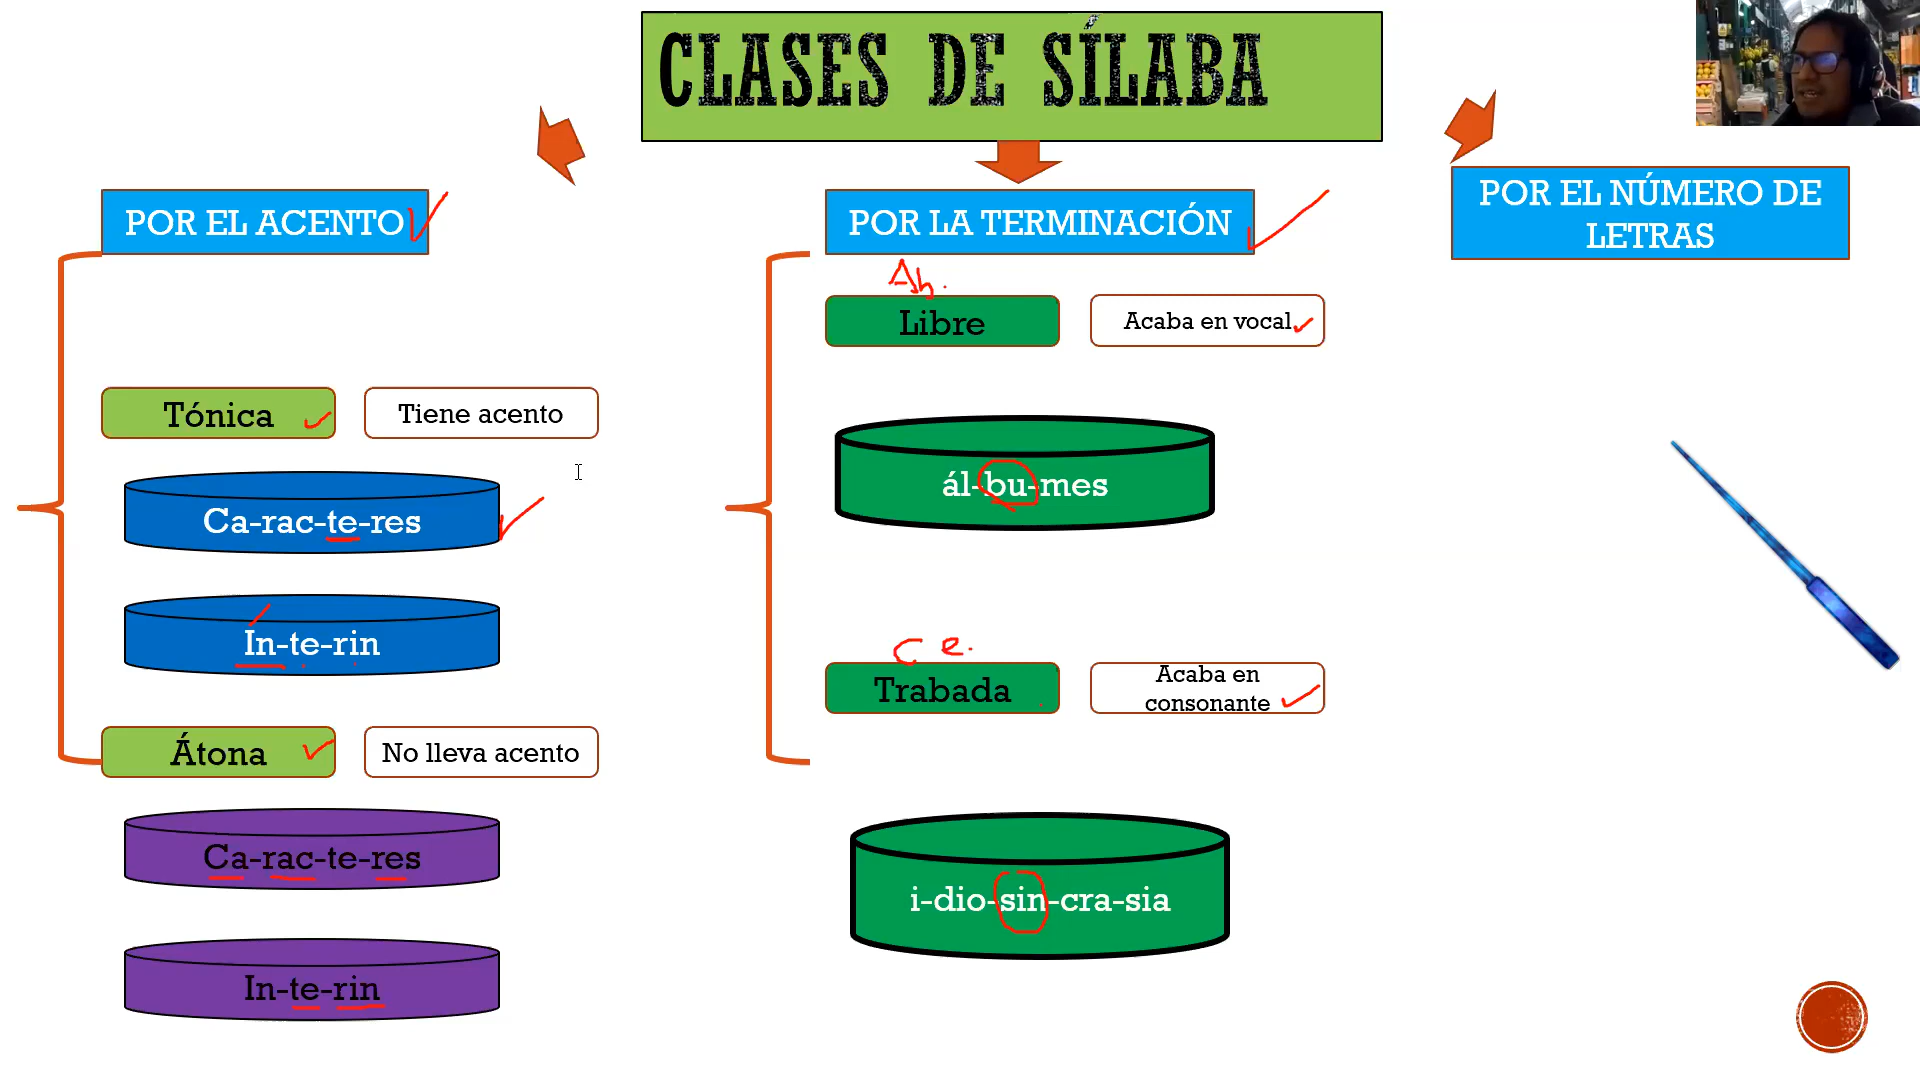 CLASES DE SÍLABA
POR EL ACENTO
Tónica
Tiene acento
Ca-rac-te-res
In-te-rin
Átona
No lleva acento
Ca-rac-te-res
In-te-rin
POR LA TERMINACIÓN
Libre
Acaba en vocal
ál-bu-mes
C e.
Trabada
Acaba en
consonante
i-dio-sin-cra-sia
POR EL NÚMERO DE
LETRAS